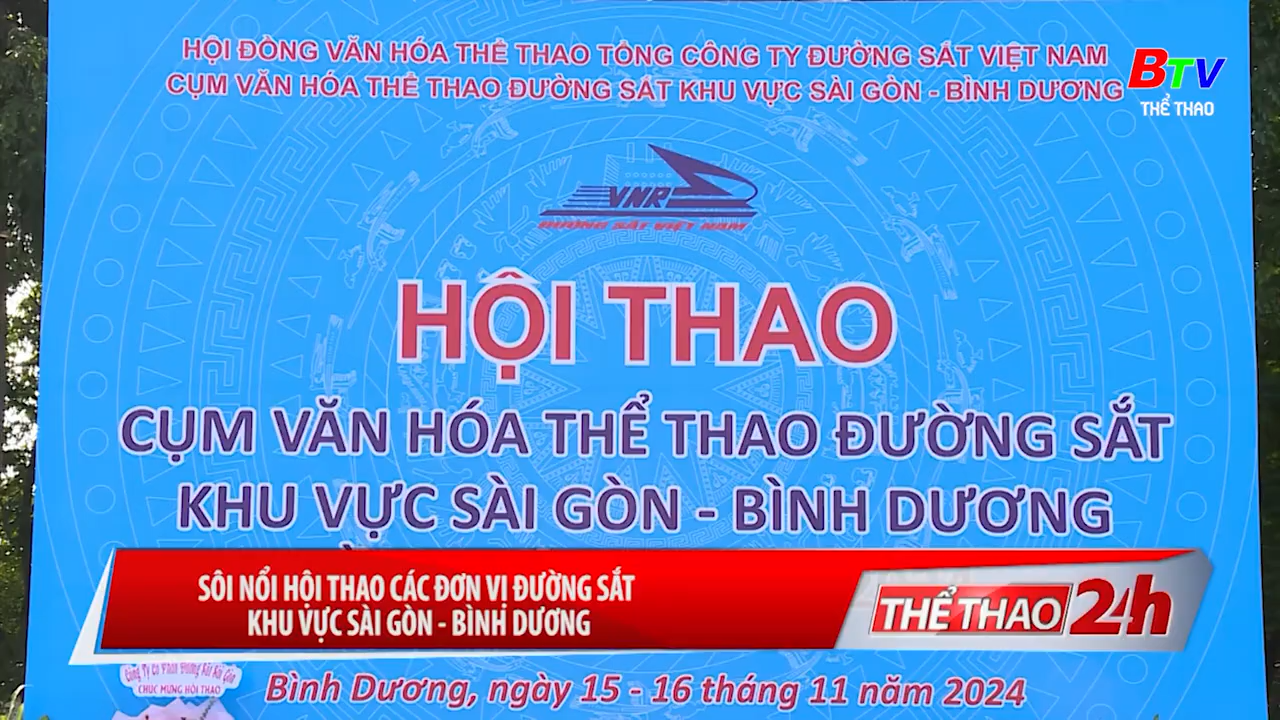 HỘI ĐỒNG VĂN HÓA THỂ THAO TỔNG CÔNG TY ĐƯỜNG SẮT VIỆT NAM
CỤM VĂN HÓA THỂ THAO ĐƯỜNG SẮT KHU VỰC SÀI GÒN - BÌNH DƯƠNG
BTV
THỂ THAO
VNR
ĐƯỜNG SẮT VIỆT NAM
HỘI THAO
CỤM VĂN HÓA THỂ THAO ĐƯỜNG SẮT
KHU VỰC SÀI GÒN - BÌNH DƯƠNG
SÔI NỔI HỘI THAO CÁC ĐƠN VỊ ĐƯỜNG SẮT
KHU VỰC SÀI GÒN - BÌNH DƯƠNG
THỂ THAO 24h
Công Ty Cổ Phần Đường Sắt Sài Gòn
CHÚC MỪNG HỘI THAO
Bình Dương, ngày 15 - 16 tháng 11 năm 2024